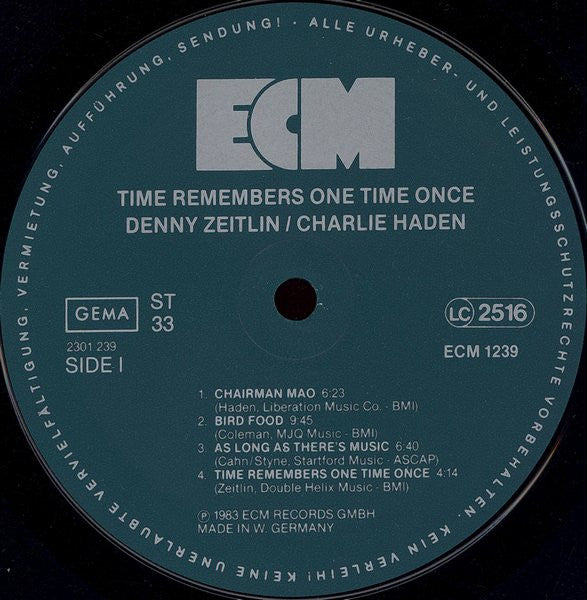 ALLE URHEBER- UND LEISTUNGSSCHUTZRECHTE VORBEHALTEN. KEIN VERLEIH! KEINE UNERLAUBTE VERVIELFÄLTIGUNG, VERMIETUNG, AUFFÜHRUNG, SENDUNG! ·
ECM
TIME REMEMBERS ONE TIME ONCE
DENNY ZEITLIN / CHARLIE HADEN
GEMA
ST
33
LC 2516
2301 239
SIDE I
ECM 1239
1. CHAIRMAN MAO 6:23
(Haden, Liberation Music Co. - BMI)
2. BIRD FOOD 9:45
(Coleman, MJQ Music - BMI)
3. AS LONG AS THERE'S MUSIC 6:40
(Cahn/Styne, Startford Music - ASCAP)
4. TIME REMEMBERS ONE TIME ONCE 4:14
(Zeitlin, Double Helix Music - BMI)
℗ 1983 ECM RECORDS GMBH
MADE IN W. GERMANY